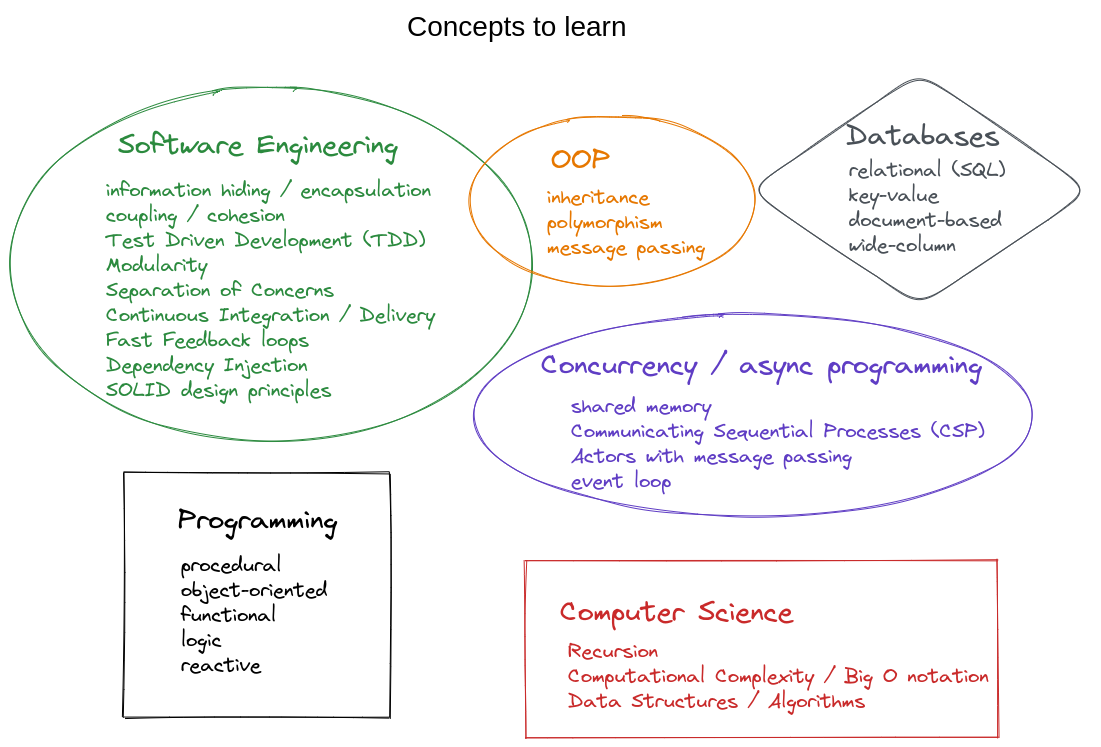 Concepts to learn
Software Engineering
information hiding / encapsulation
coupling / cohesion
Test Driven Development (TDD)
Modularity
Separation of Concerns
Continuous Integration / Delivery
Fast Feedback loops
Dependency Injection
SOLID design principles
OOP
inheritance
polymorphism
message passing
Databases
relational (SQL)
key-value
document-based
wide-column
Concurrency / async programming
shared memory
Communicating Sequential Processes (CSP)
Actors with message passing
event loop
Programming
procedural
object-oriented
functional
logic
reactive
Computer Science
Recursion
Computational Complexity / Big O notation
Data Structures / Algorithms